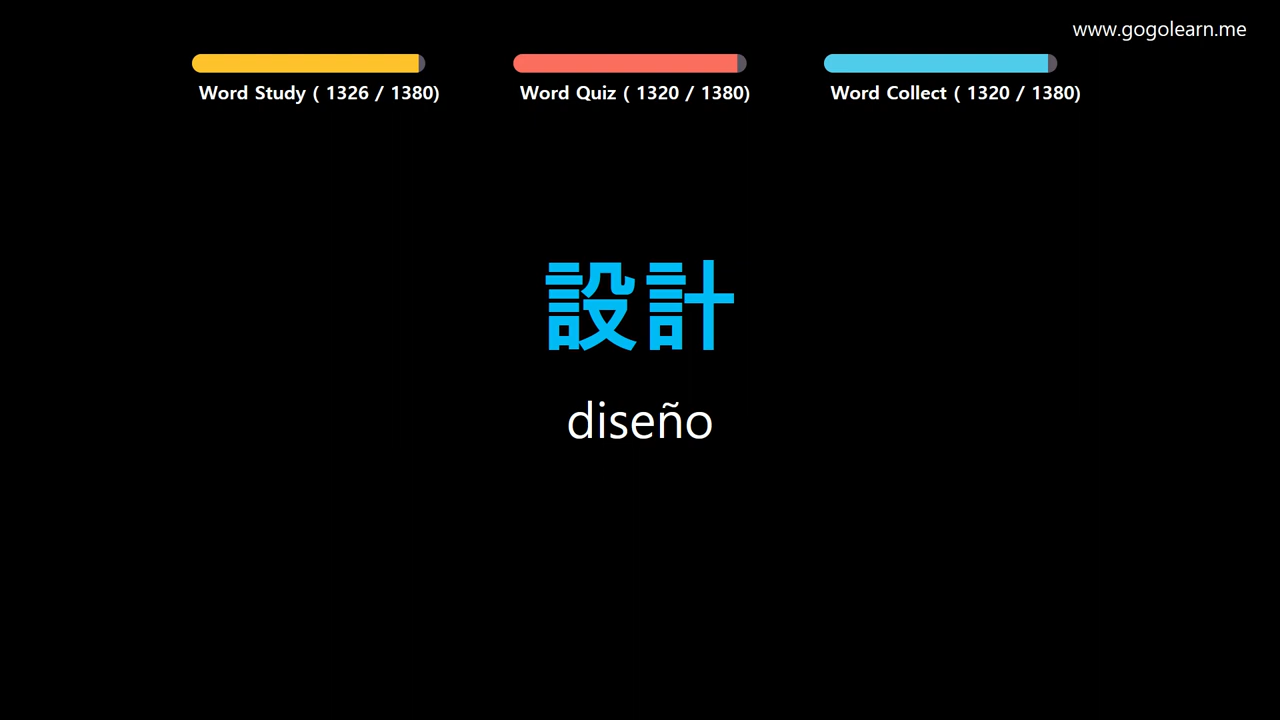 www.gogolearn.me
Word Study ( 1326 / 1380)
Word Quiz ( 1320 / 1380)
Word Collect ( 1320 / 1380)
設計
diseño